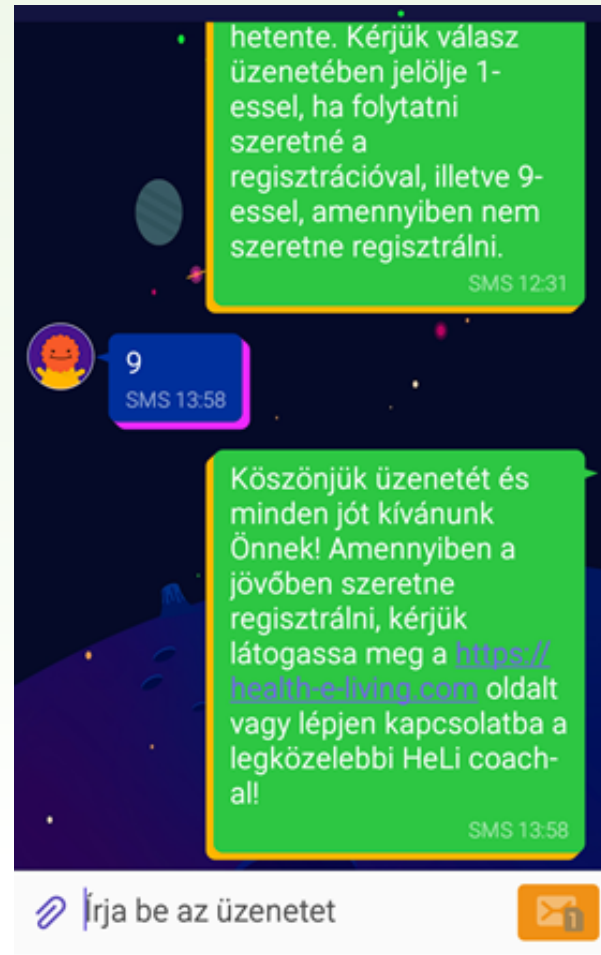 hetente. Kérjük válasz
üzenetében jelölje 1-
essel, ha folytatni
szeretné a
regisztrációval, illetve 9-
essel, amennyiben nem
szeretne regisztrálni.
SMS 12:31
9
SMS 13:58
Köszönjük üzenetét és
minden jót kívánunk
Önnek! Amennyiben a
jövőben szeretne
regisztrálni, kérjük
látogassa meg a https://
health-e-living.com oldalt
vagy lépjen kapcsolatba a
legközelebbi HeLi coach-
al!
SMS 13:58
Írja be az üzenetet
1